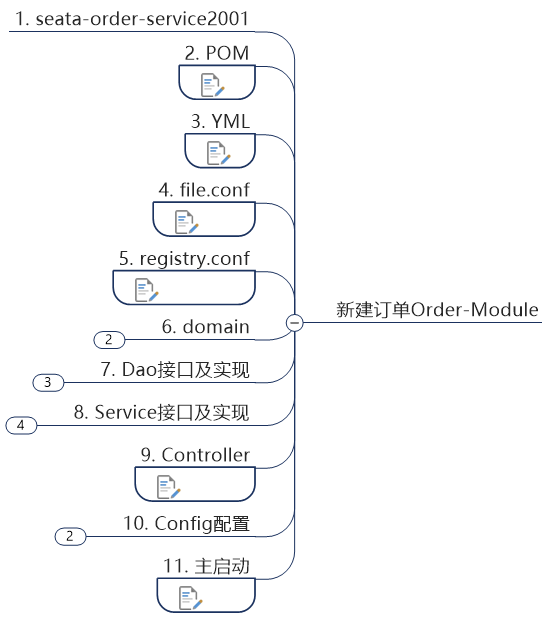 1. seata-order-service2001
2. POM
3. YML
4. file.conf
5. registry.conf
新建订单Order-Module
6. domain
2
7. Dao接口及实现
3
8. Service接口及实现
4
9. Controller
10. Config配置
2
11. 主启动